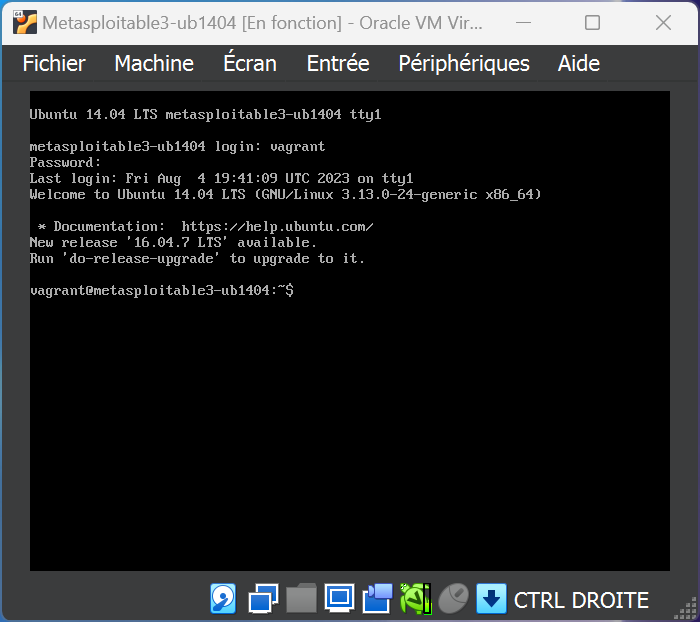 Metasploitable3-ub1404 [En fonction] - Oracle VM Vir...
Fichier Machine Écran Entrée Périphériques Aide
Ubuntu 14.04 LTS metasploitable3-ub1404 tty1
metasploitable3-ub1404 login: vagrant
Password:
Last login: Fri Aug  4 19:41:09 UTC 2023 on tty1
Welcome to Ubuntu 14.04 LTS (GNU/Linux 3.13.0-24-generic x86_64)
 * Documentation:  https://help.ubuntu.com/
New release '16.04.7 LTS' available.
Run 'do-release-upgrade' to upgrade to it.
vagrant@metasploitable3-ub1404:~$
CTRL DROITE